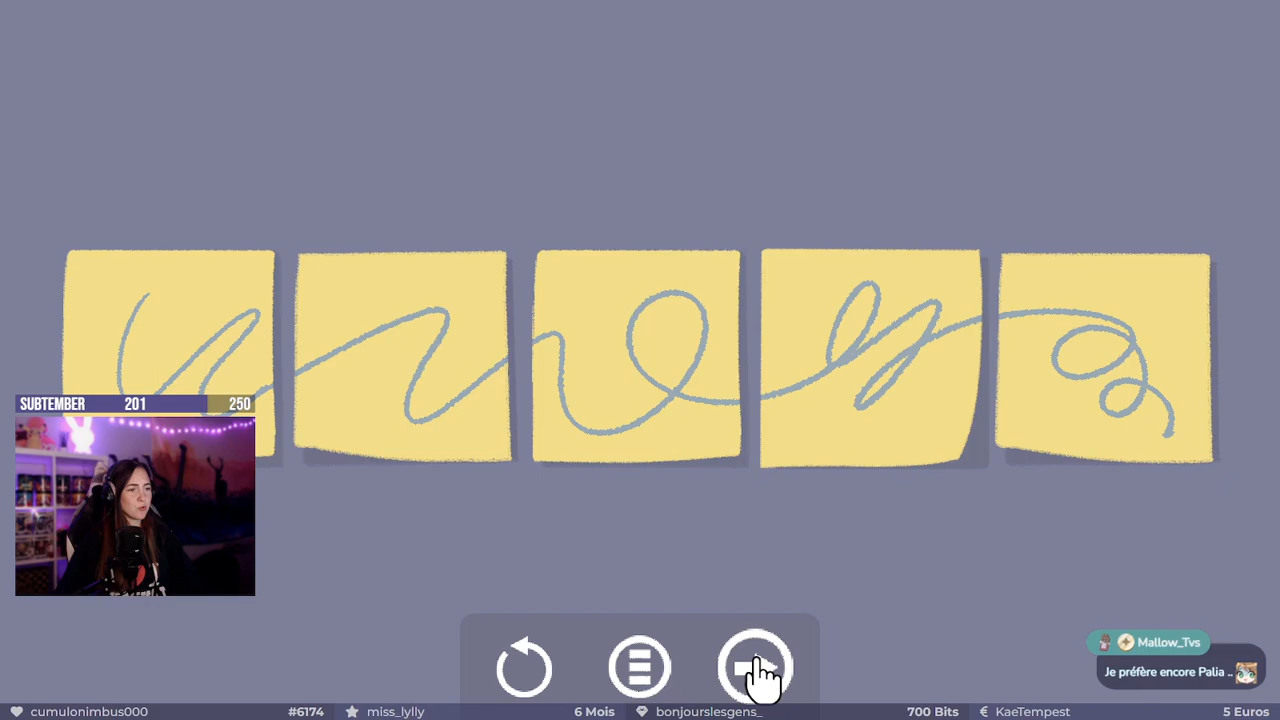 SUBTEMBER 201 250
Mallow_Tvs
Je préfère encore Palia ..
cumulonimbus000 #6174 miss_lylly 6 Mois bonjourslesgens_ 700 Bits KaeTempest 5 Euros